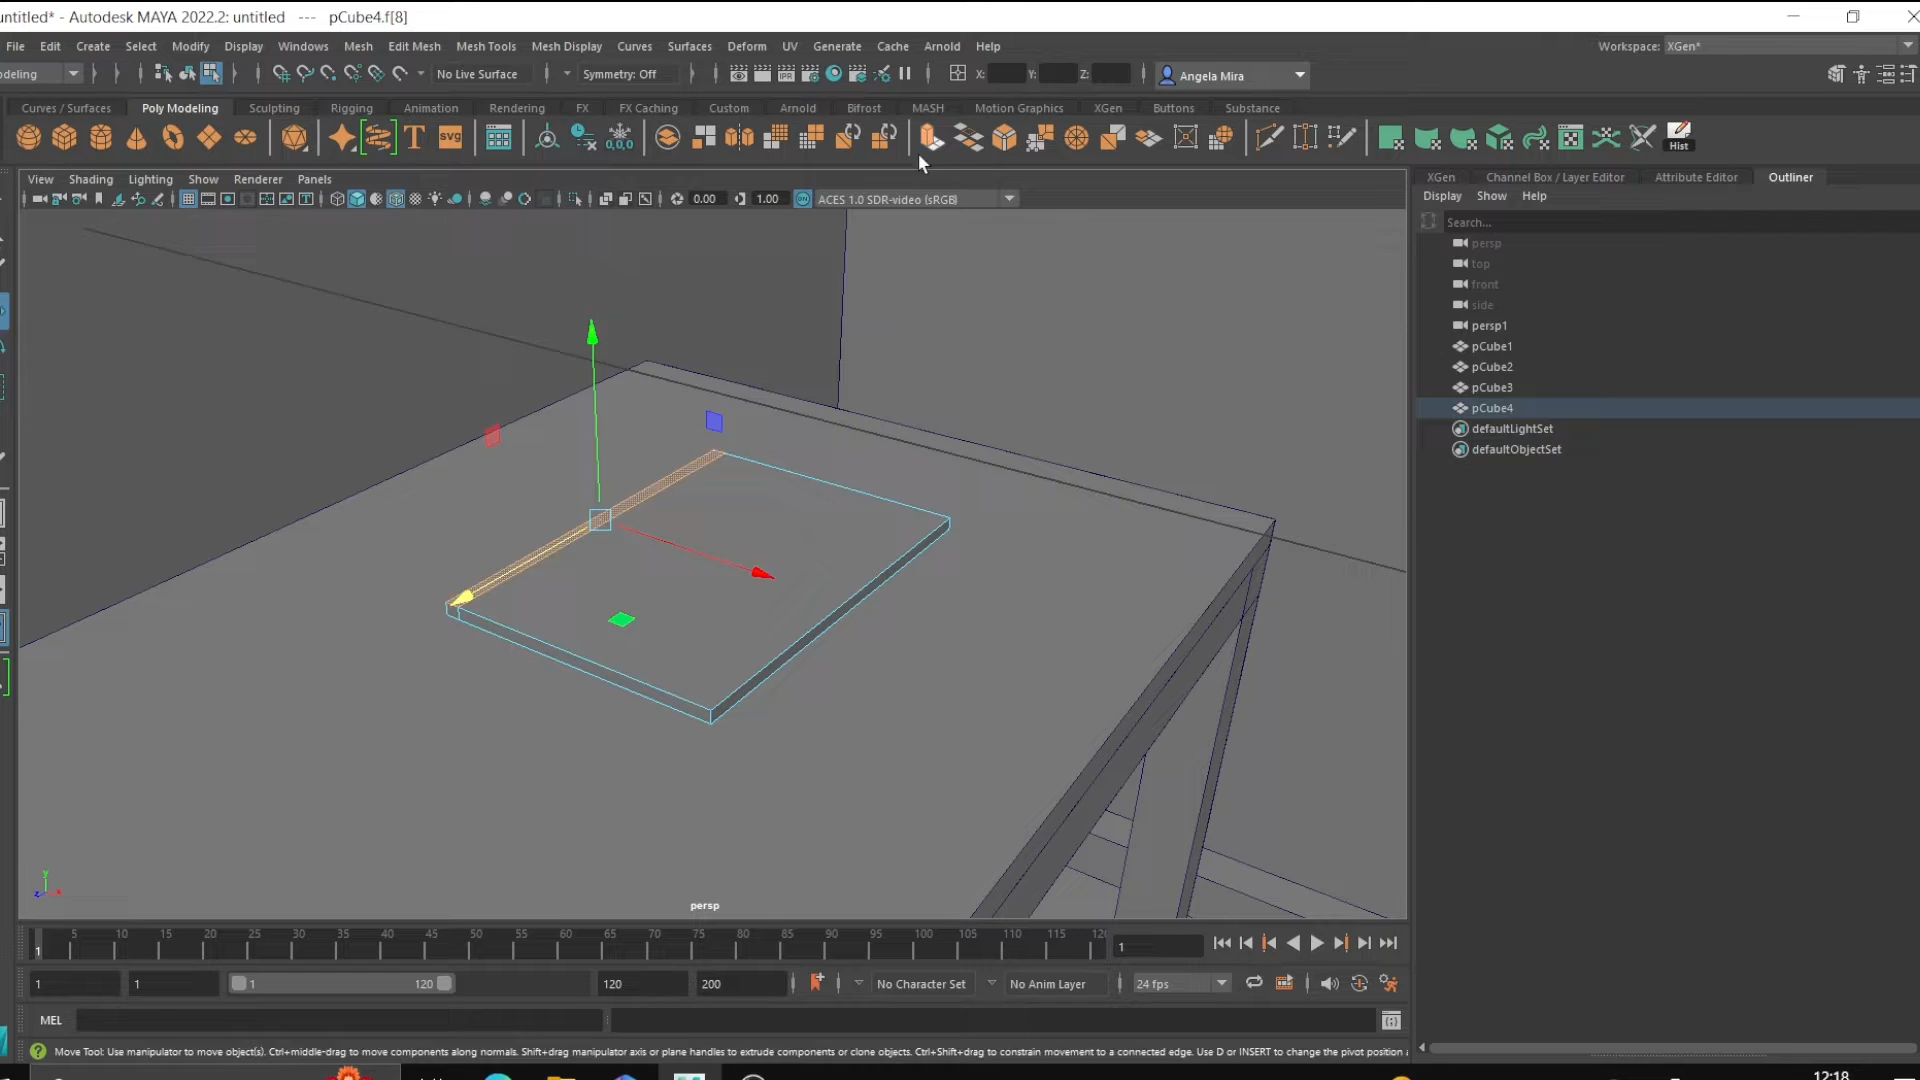 untitled* - Autodesk MAYA 2022.2: untitled --- pCube4.f[8]
File Edit Create Select Modify Display Windows Mesh Edit Mesh Mesh Tools Mesh Display Curves Surfaces Deform UV Generate Cache Arnold Help Workspace: XGen*
odeling No Live Surface Symmetry: Off IPR X: Y: Z: Angela Mira
Curves / Surfaces Poly Modeling Sculpting Rigging Animation Rendering FX FX Caching Custom Arnold Bifrost MASH Motion Graphics XGen Buttons Substance
T svg 0,0,0 Hist
View Shading Lighting Show Renderer Panels
0.00 1.00 ON ACES 1.0 SDR-video (sRGB)
XGen Channel Box / Layer Editor Attribute Editor Outliner
Display Show Help
Search...
persp
top
front
side
persp1
pCube1
pCube2
pCube3
pCube4
defaultLightSet
defaultObjectSet
y
z x
persp
1 5 10 15 20 25 30 35 40 45 50 55 60 65 70 75 80 85 90 95 100 105 110 115 12 1
1 1 1 120 120 200 No Character Set No Anim Layer 24 fps
MEL
Move Tool: Use manipulator to move object(s). Ctrl+middle-drag to move components along normals. Shift+drag manipulator axis or plane handles to extrude components or clone objects. Ctrl+Shift+drag to constrain movement to a connected edge. Use D or INSERT to change the pivot position
12:18